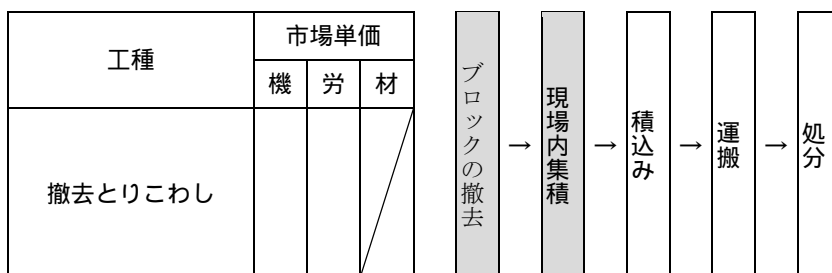 工種
市場単価
機 労 材
撤去とりこわし
ブロックの撤去
→
現場内集積
→
積込み
→
運搬
→
処分